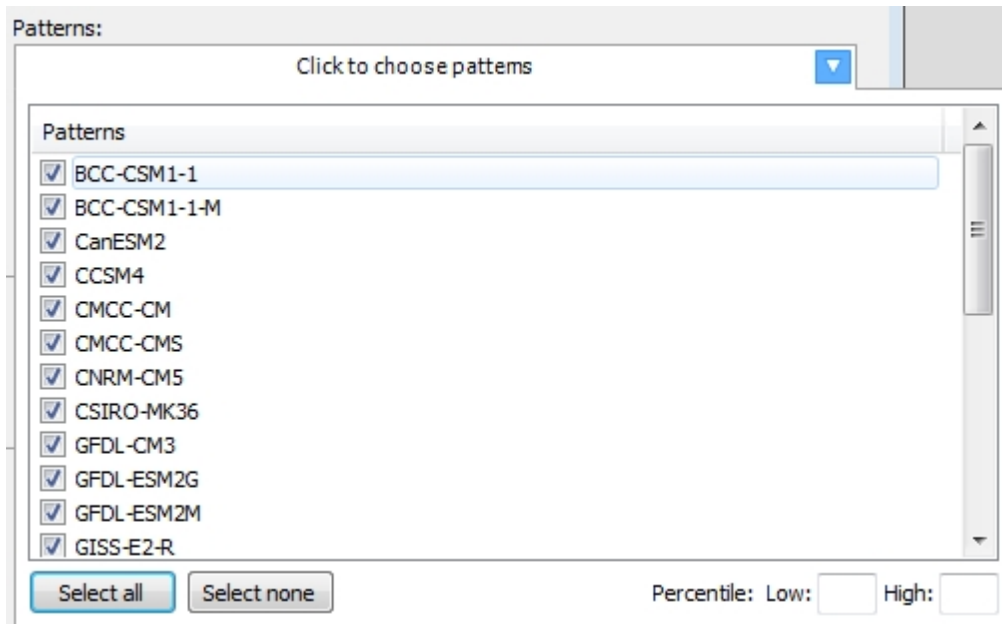 Patterns:
Click to choose patterns
Patterns
BCC-CSM1-1
BCC-CSM1-1-M
CanESM2
CCSM4
CMCC-CM
CMCC-CMS
CNRM-CM5
CSIRO-MK36
GFDL-CM3
GFDL-ESM2G
GFDL-ESM2M
GISS-E2-R
Select all Select none Percentile: Low: High: